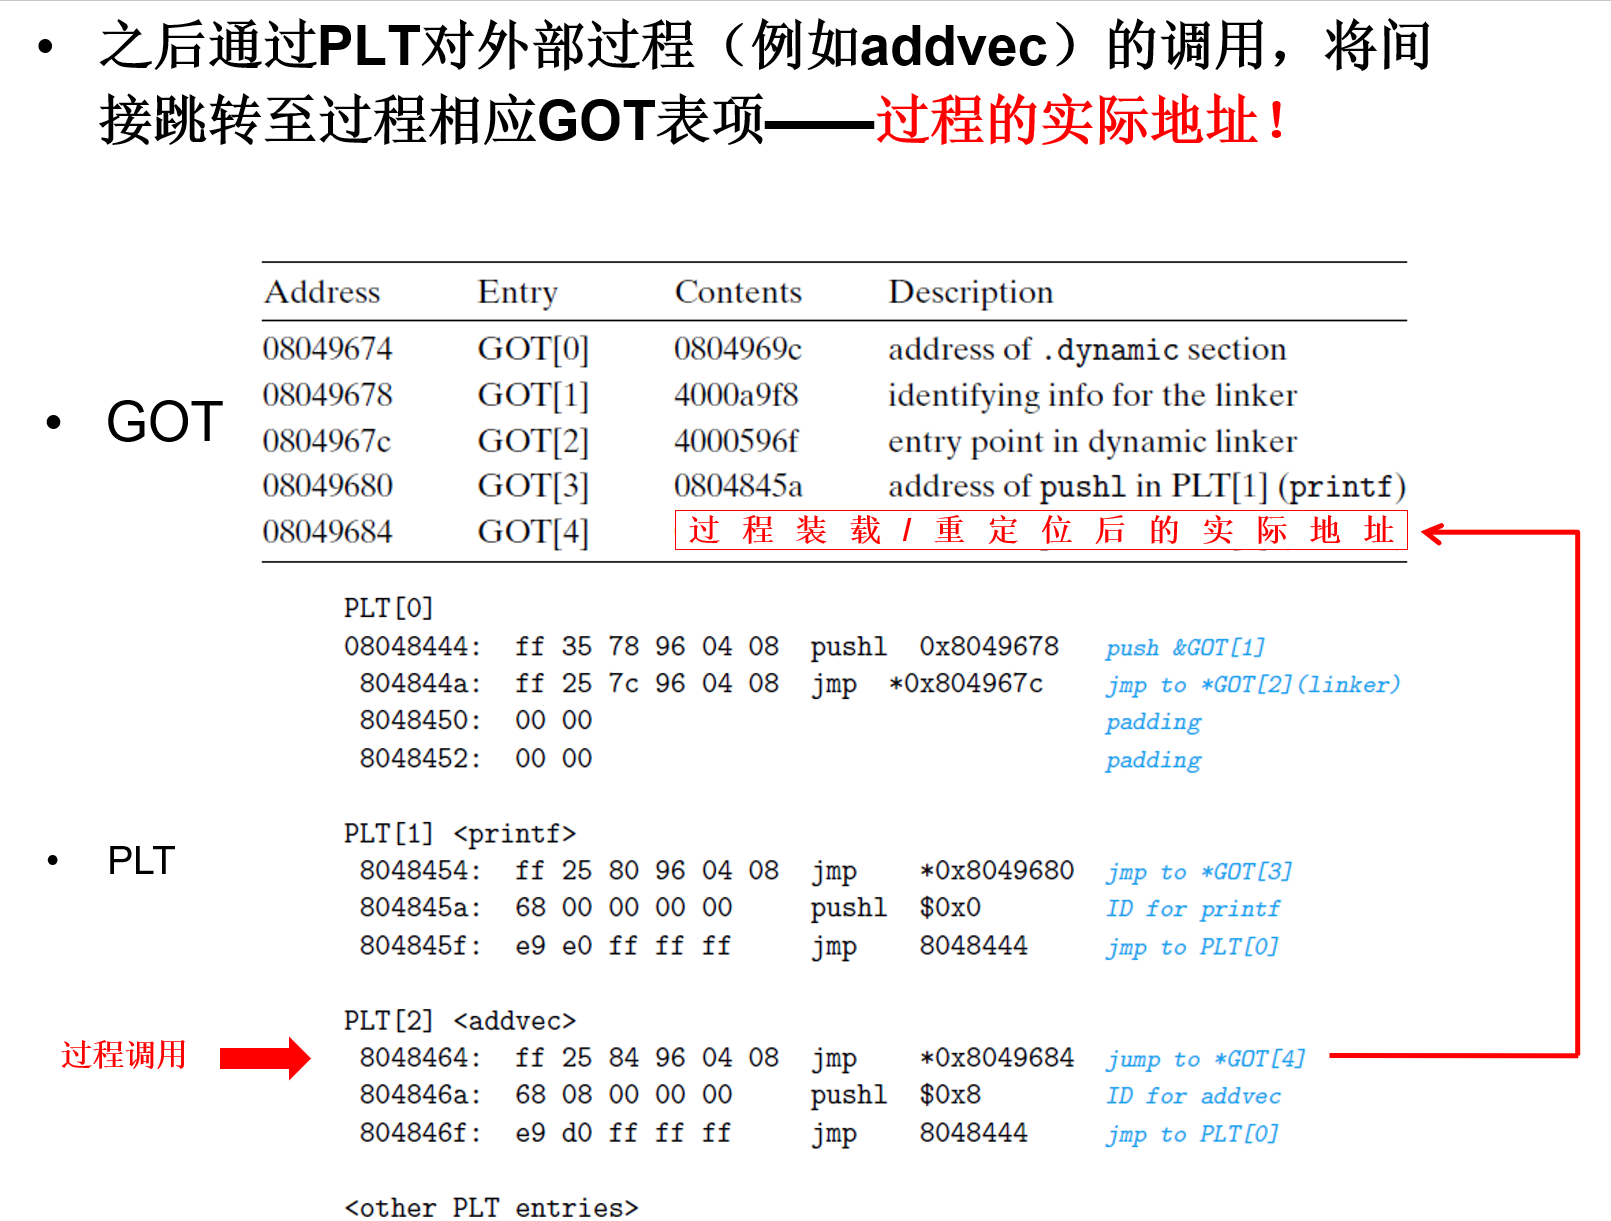 • 之后通过PLT对外部过程（例如addvec）的调用，将间
接跳转至过程相应GOT表项——过程的实际地址！
Address Entry Contents Description
08049674 GOT[0] 0804969c address of .dynamic section
08049678 GOT[1] 4000a9f8 identifying info for the linker
• GOT
0804967c GOT[2] 4000596f entry point in dynamic linker
08049680 GOT[3] 0804845a address of pushl in PLT[1] (printf)
08049684 GOT[4] 过程装载/重定位后的实际地址
PLT[0]
08048444: ff 35 78 96 04 08 pushl 0x8049678 push &GOT[1]
804844a: ff 25 7c 96 04 08 jmp *0x804967c jmp to *GOT[2](linker)
8048450: 00 00 padding
8048452: 00 00 padding
PLT[1] <printf>
• PLT
8048454: ff 25 80 96 04 08 jmp *0x8049680 jmp to *GOT[3]
804845a: 68 00 00 00 00 pushl $0x0 ID for printf
804845f: e9 e0 ff ff ff jmp 8048444 jmp to PLT[0]
PLT[2] <addvec>
过程调用
8048464: ff 25 84 96 04 08 jmp *0x8049684 jump to *GOT[4]
804846a: 68 08 00 00 00 pushl $0x8 ID for addvec
804846f: e9 d0 ff ff ff jmp 8048444 jmp to PLT[0]
<other PLT entries>